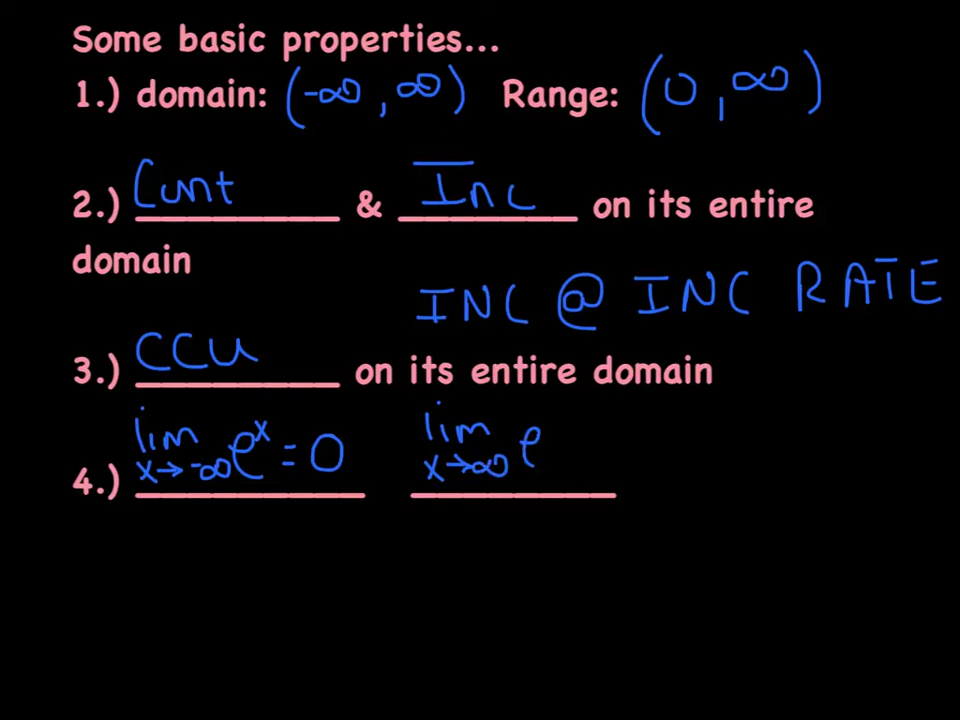 Some basic properties...
1.) domain: (-∞, ∞) Range: (0, ∞)
2.) Cont & Inc on its entire
domain
INC @ INC RATE
3.) CCU on its entire domain
4.) lim x→-∞ e^x = 0 lim x→∞ e